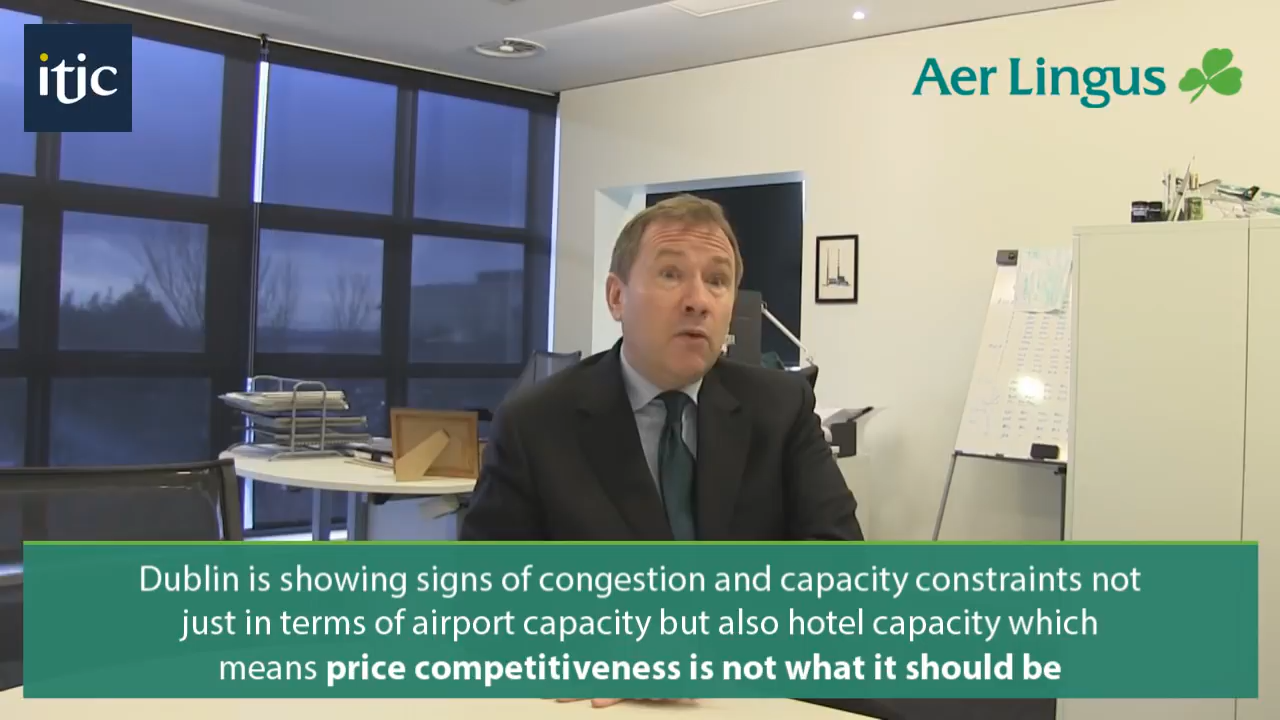 itic
Aer Lingus
Dublin is showing signs of congestion and capacity constraints not
just in terms of airport capacity but also hotel capacity which
means price competitiveness is not what it should be